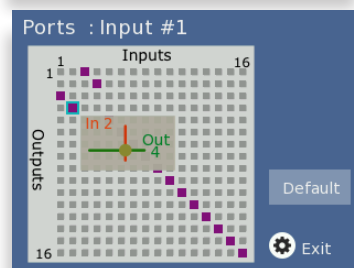 Ports : Input #1
Inputs
1 16
1
In 2
Out
4
Outputs
Default
16
Exit